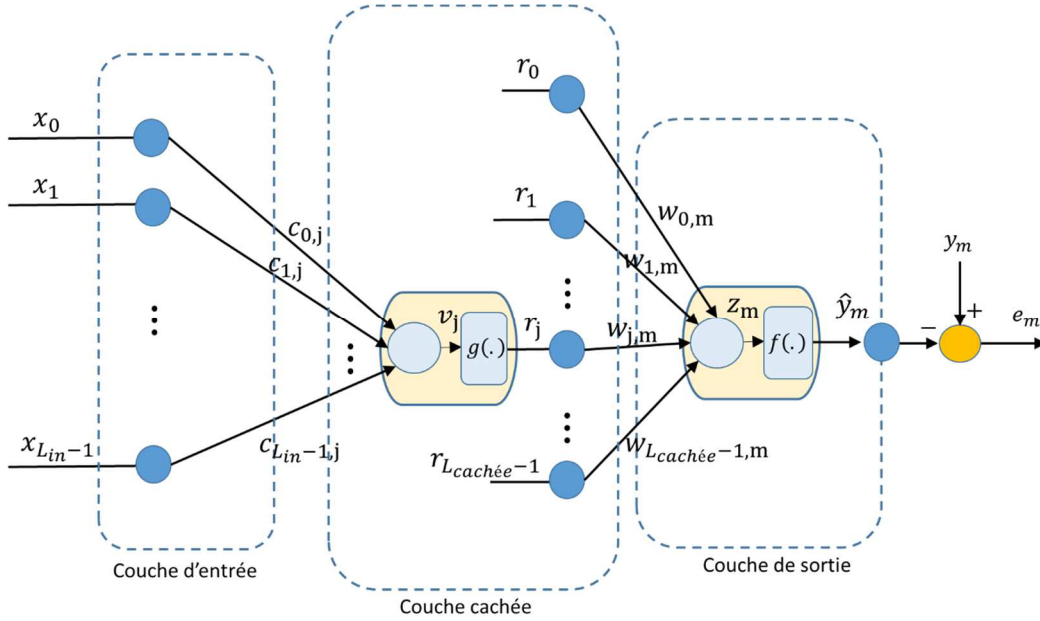 r_0
x_0
x_1
r_1
c_{0,j}
w_{0,m}
c_{1,j}
w_{1,m}
y_m
v_j
g(.)
r_j
w_{j,m}
z_m
f(.)
ŷ_m
−
+
e_m
x_{L_{in}−1}
c_{L_{in}−1,j}
r_{L_{cachée}−1}
w_{L_{cachée}−1,m}
Couche d'entrée
Couche cachée
Couche de sortie